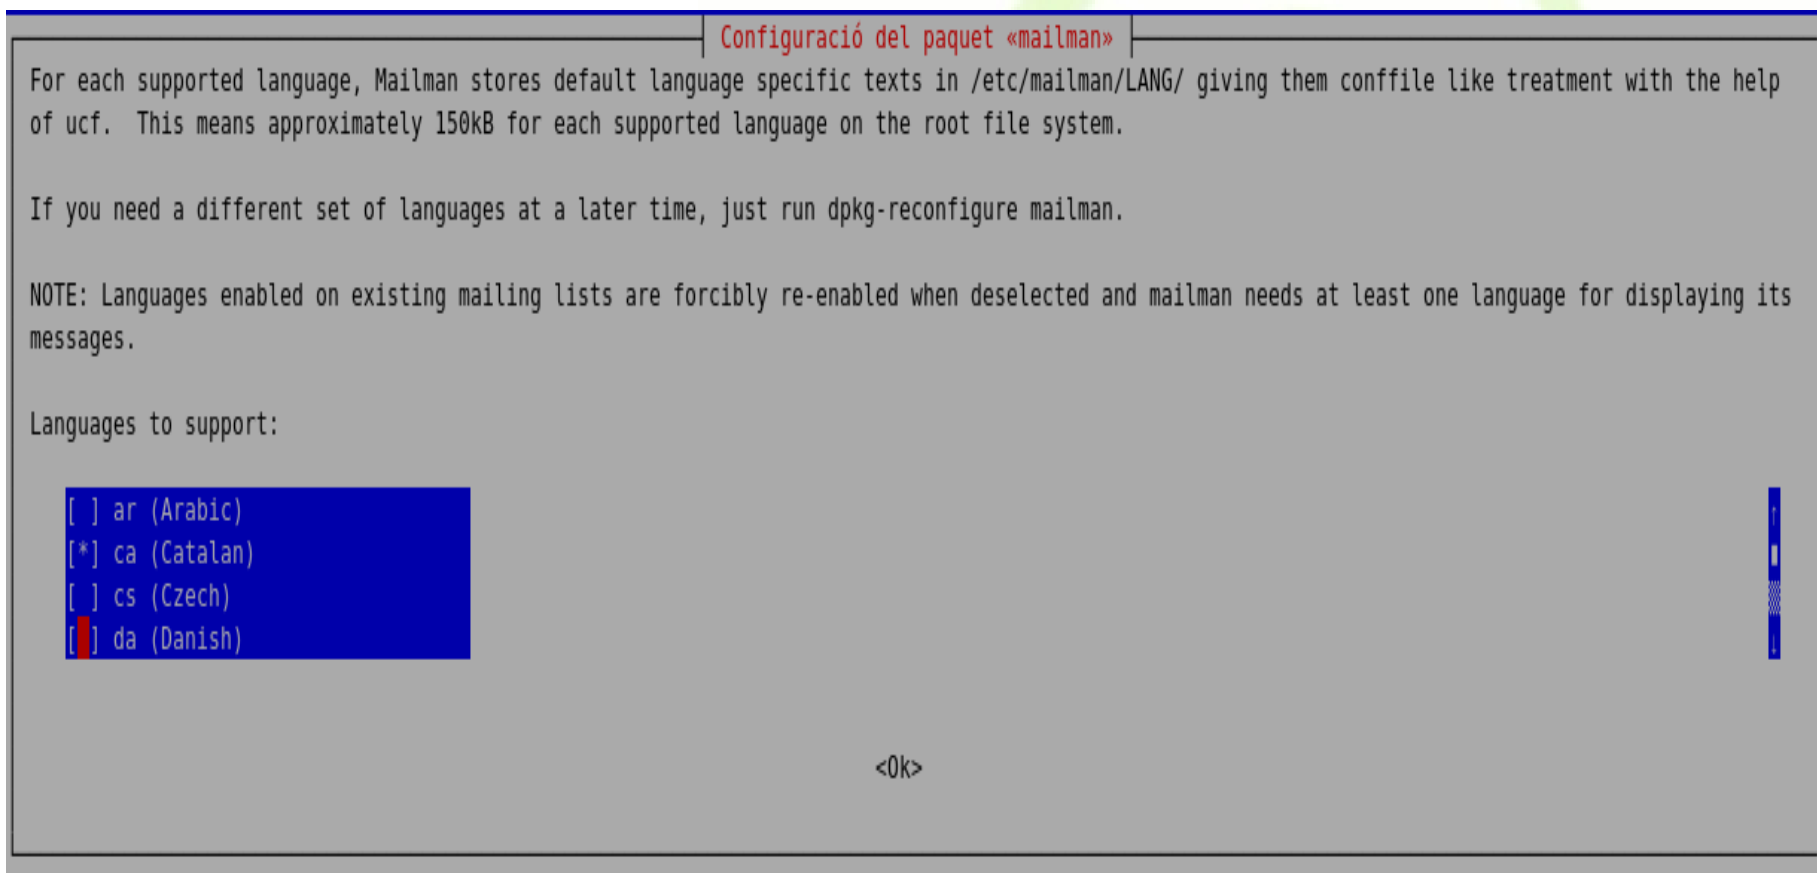 Configuració del paquet «mailman»
For each supported language, Mailman stores default language specific texts in /etc/mailman/LANG/ giving them conffile like treatment with the help
of ucf.  This means approximately 150kB for each supported language on the root file system.
If you need a different set of languages at a later time, just run dpkg-reconfigure mailman.
NOTE: Languages enabled on existing mailing lists are forcibly re-enabled when deselected and mailman needs at least one language for displaying its
messages.
Languages to support:
[ ] ar (Arabic)
[*] ca (Catalan)
[ ] cs (Czech)
[ ] da (Danish)
<Ok>